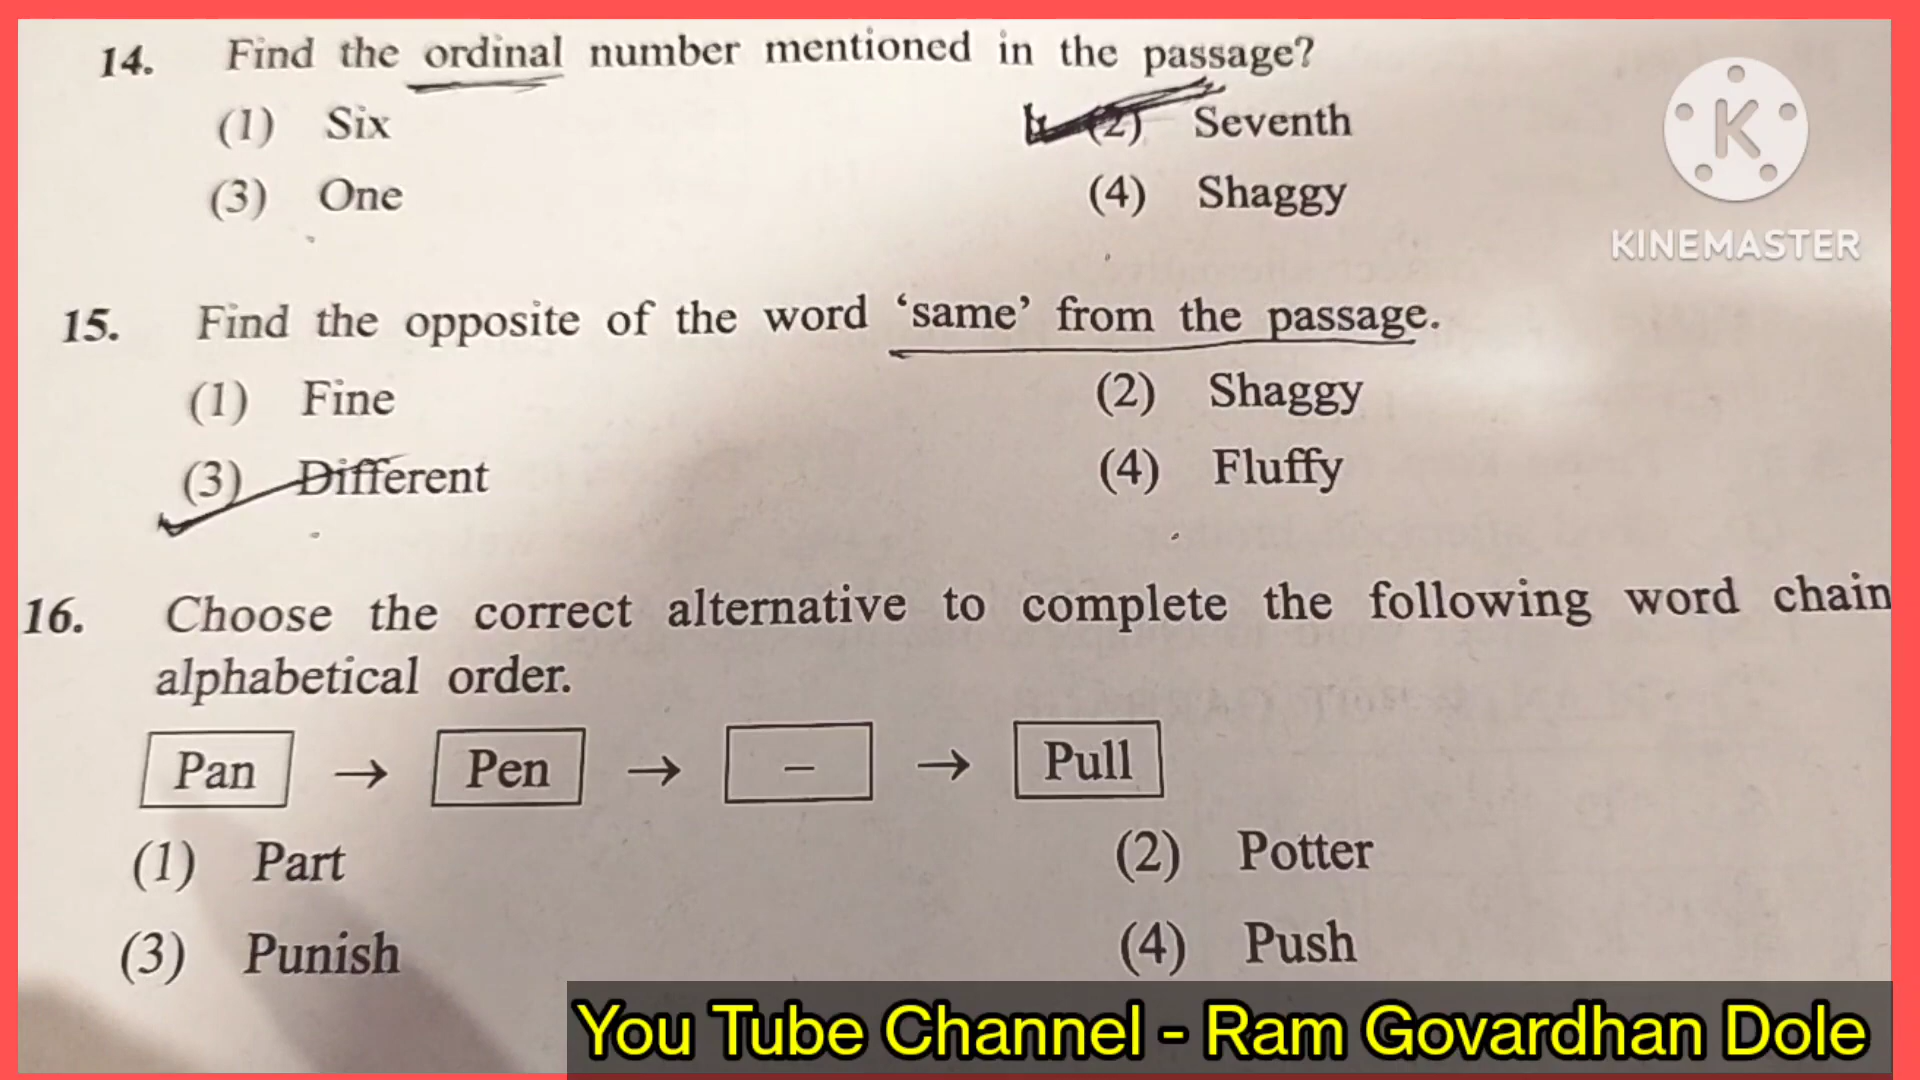 14. Find the ordinal number mentioned in the passage?
(1) Six (2) Seventh
(3) One (4) Shaggy
K
KINEMASTER
15. Find the opposite of the word ‘same’ from the passage.
(1) Fine (2) Shaggy
(3) Different (4) Fluffy
16. Choose the correct alternative to complete the following word chain
alphabetical order.
Pan → Pen → – → Pull
(1) Part (2) Potter
(3) Punish (4) Push
You Tube Channel - Ram Govardhan Dole